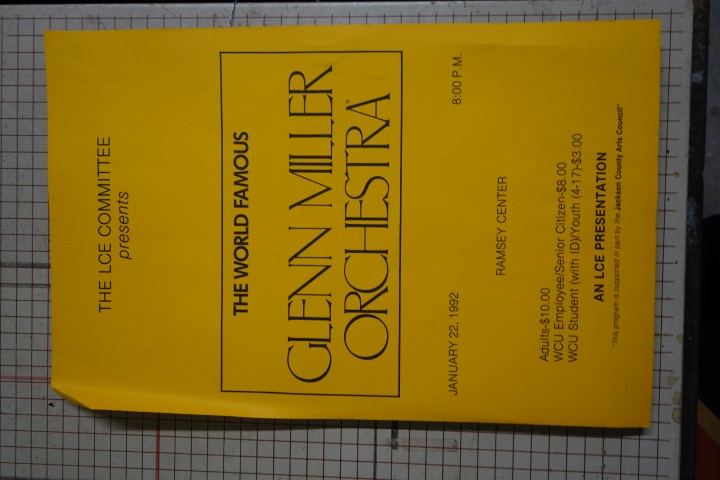 THE LCE COMMITTEE
presents
THE WORLD FAMOUS
GLENN MILLER
ORCHESTRA®
JANUARY 22, 1992 8:00 P.M.
RAMSEY CENTER
Adults-$10.00
WCU Employee/Senior Citizen-$8.00
WCU Student (with ID)/Youth (4-17)-$3.00
AN LCE PRESENTATION
"This program is supported in part by the Jackson County Arts Council"